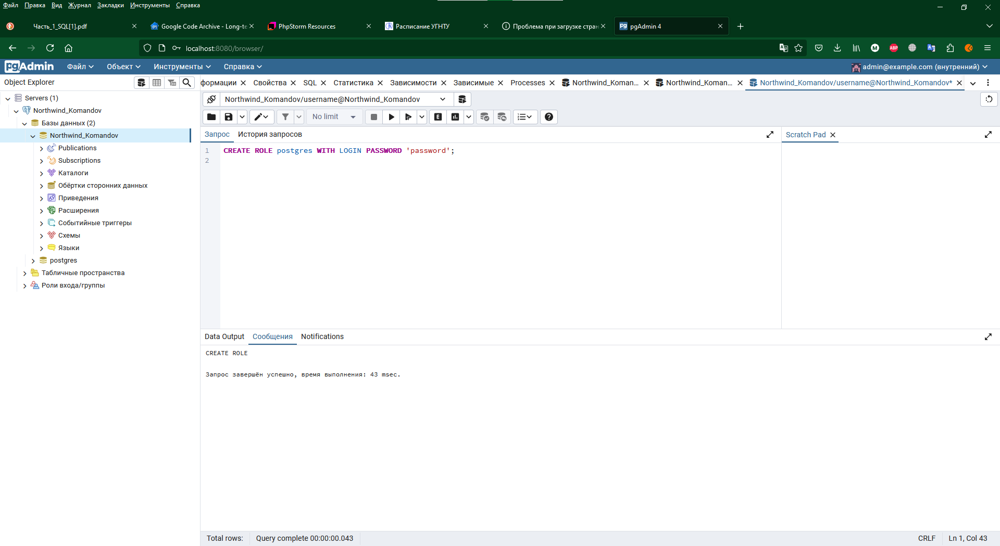 Файл Правка Вид Журнал Закладки Инструменты Справка
Часть_1_SQL[1].pdf Google Code Archive - Long-te PhpStorm Resources Расписание УГНТУ Проблема при загрузке стран pgAdmin 4
localhost:8080/browser/
pgAdmin Файл Объект Инструменты Справка admin@example.com (внутренний)
Object Explorer формации Свойства SQL Статистика Зависимости Зависимые Processes Northwind_Koman... Northwind_Koman... Northwind_Komandov/username@Northwind_Komandov*
Servers (1)
Northwind_Komandov
Базы данных (2)
Northwind_Komandov
Publications
Subscriptions
Каталоги
Обёртки сторонних данных
Приведения
Расширения
Событийные триггеры
Схемы
Языки
postgres
Табличные пространства
Роли входа/группы
Northwind_Komandov/username@Northwind_Komandov
No limit E
Запрос История запросов Scratch Pad
1 CREATE ROLE postgres WITH LOGIN PASSWORD 'password';
2
Data Output Сообщения Notifications
CREATE ROLE
Запрос завершён успешно, время выполнения: 43 msec.
Total rows: Query complete 00:00:00.043 CRLF Ln 1, Col 43